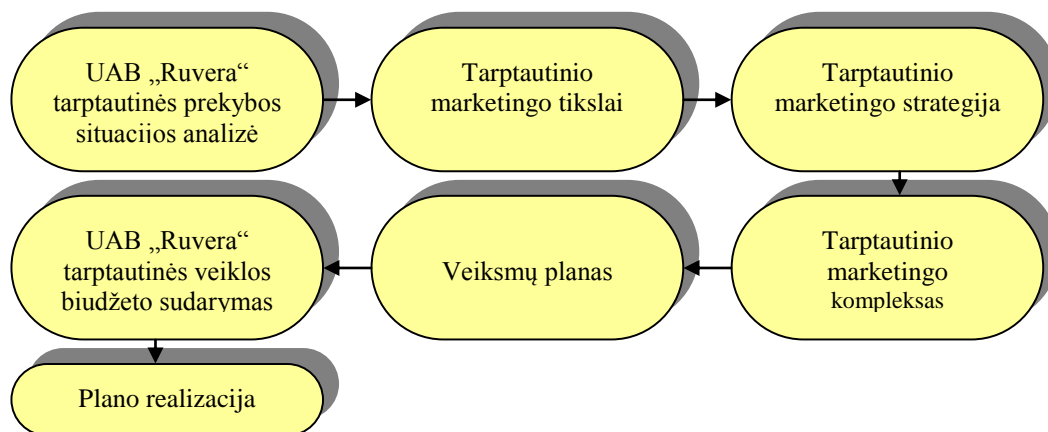 UAB „Ruvera“
tarptautinės prekybos
situacijos analizė
Tarptautinio
marketingo tikslai
Tarptautinio
marketingo strategija
UAB „Ruvera“
tarptautinės veiklos
biudžeto sudarymas
Veiksmų planas
Tarptautinio
marketingo
kompleksas
Plano realizacija